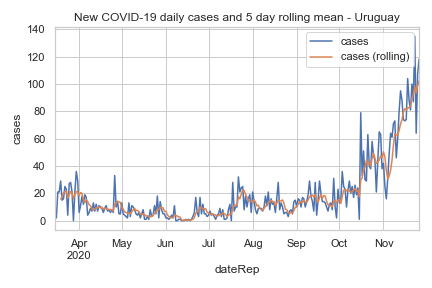 New COVID-19 daily cases and 5 day rolling mean - Uruguay
cases
cases (rolling)
140
120
100
80
60
40
20
0
cases
Apr
2020
May
Jun
Jul
Aug
Sep
Oct
Nov
dateRep